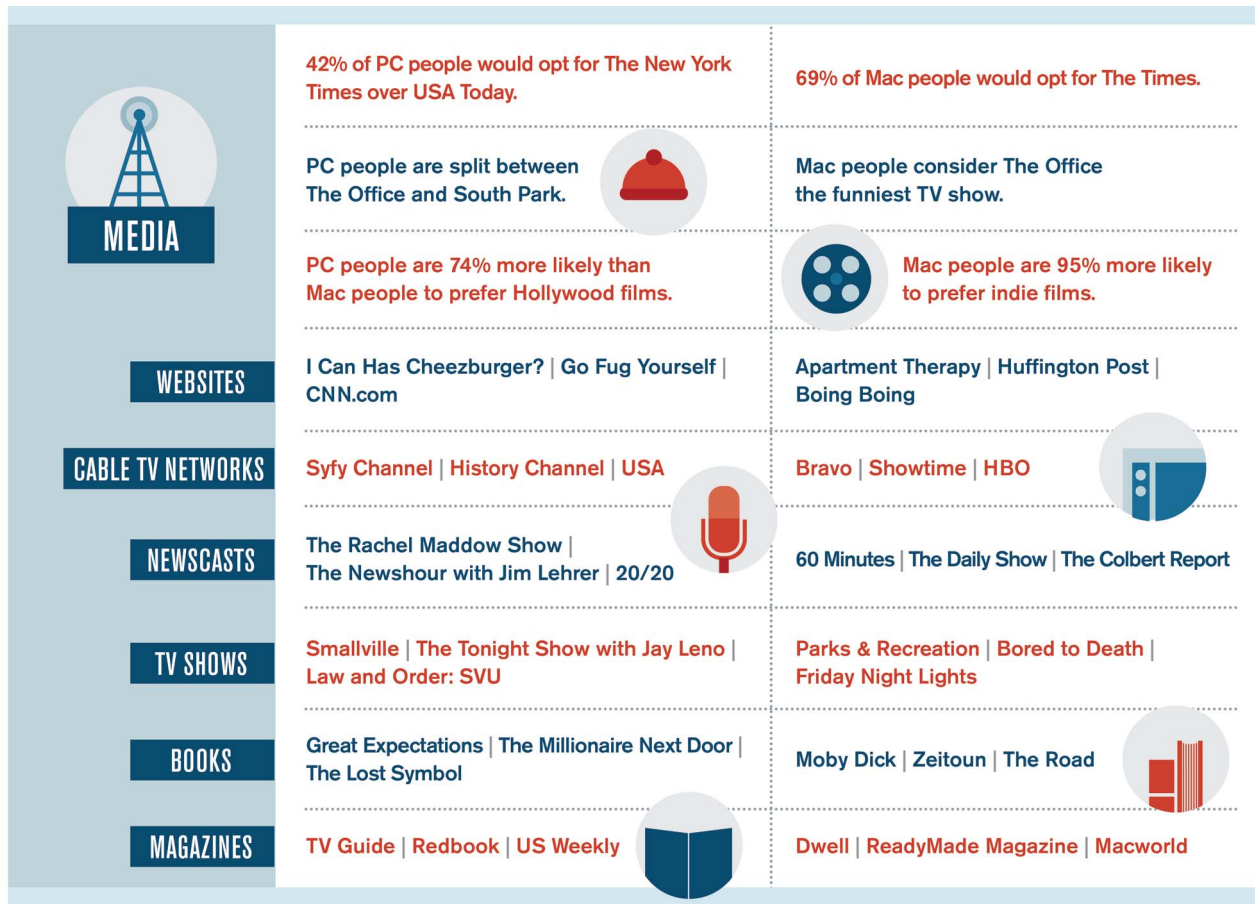 MEDIA
42% of PC people would opt for The New York
Times over USA Today.
69% of Mac people would opt for The Times.
PC people are split between
The Office and South Park.
Mac people consider The Office
the funniest TV show.
PC people are 74% more likely than
Mac people to prefer Hollywood films.
Mac people are 95% more likely
to prefer indie films.
WEBSITES
I Can Has Cheezburger? | Go Fug Yourself |
CNN.com
Apartment Therapy | Huffington Post |
Boing Boing
CABLE TV NETWORKS
Syfy Channel | History Channel | USA
Bravo | Showtime | HBO
NEWSCASTS
The Rachel Maddow Show |
The Newshour with Jim Lehrer | 20/20
60 Minutes | The Daily Show | The Colbert Report
TV SHOWS
Smallville | The Tonight Show with Jay Leno |
Law and Order: SVU
Parks & Recreation | Bored to Death |
Friday Night Lights
BOOKS
Great Expectations | The Millionaire Next Door |
The Lost Symbol
Moby Dick | Zeitoun | The Road
MAGAZINES
TV Guide | Redbook | US Weekly
Dwell | ReadyMade Magazine | Macworld